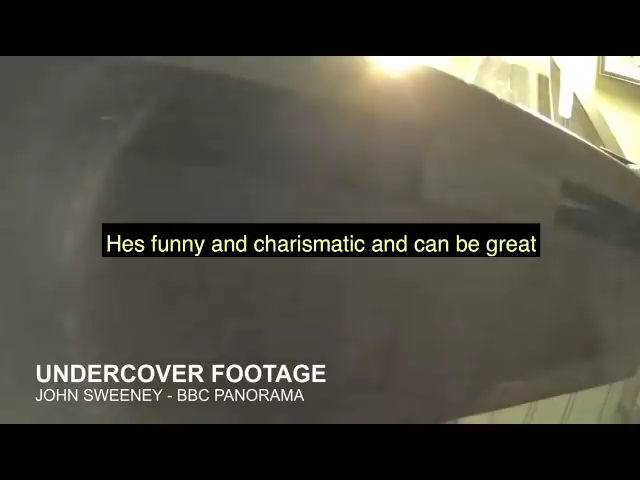 Hes funny and charismatic and can be great
UNDERCOVER FOOTAGE
JOHN SWEENEY - BBC PANORAMA